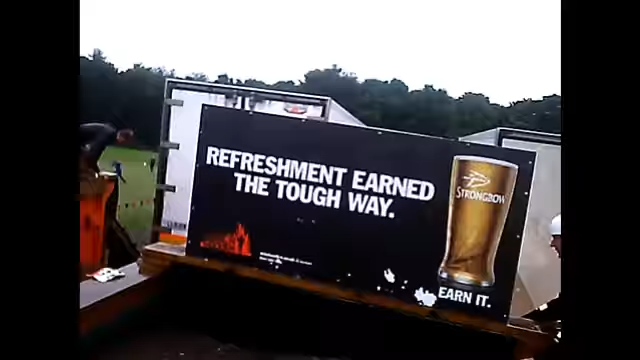 REFRESHMENT EARNED
THE TOUGH WAY.
STRONGBOW
EARN IT.